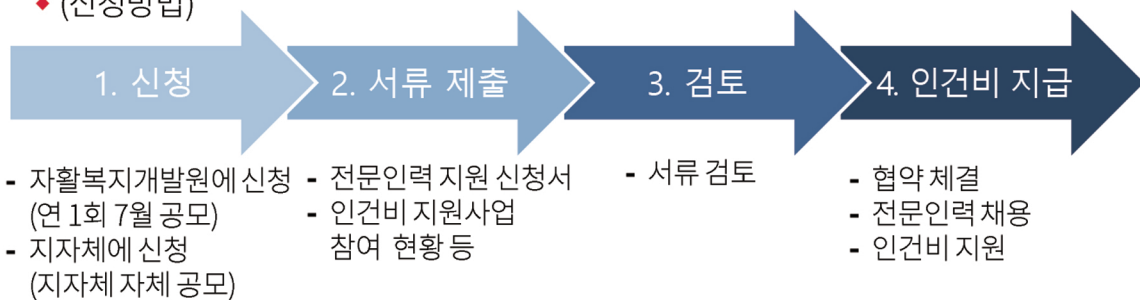 ◆ (신청방법)
1. 신청
2. 서류 제출
3. 검토
4. 인건비 지급
- 자활복지개발원에 신청
(연 1회 7월 공모)
- 지자체에 신청
(지자체 자체 공모)
- 전문인력 지원 신청서
- 인건비 지원사업
참여 현황 등
- 서류 검토
- 협약 체결
- 전문인력 채용
- 인건비 지원